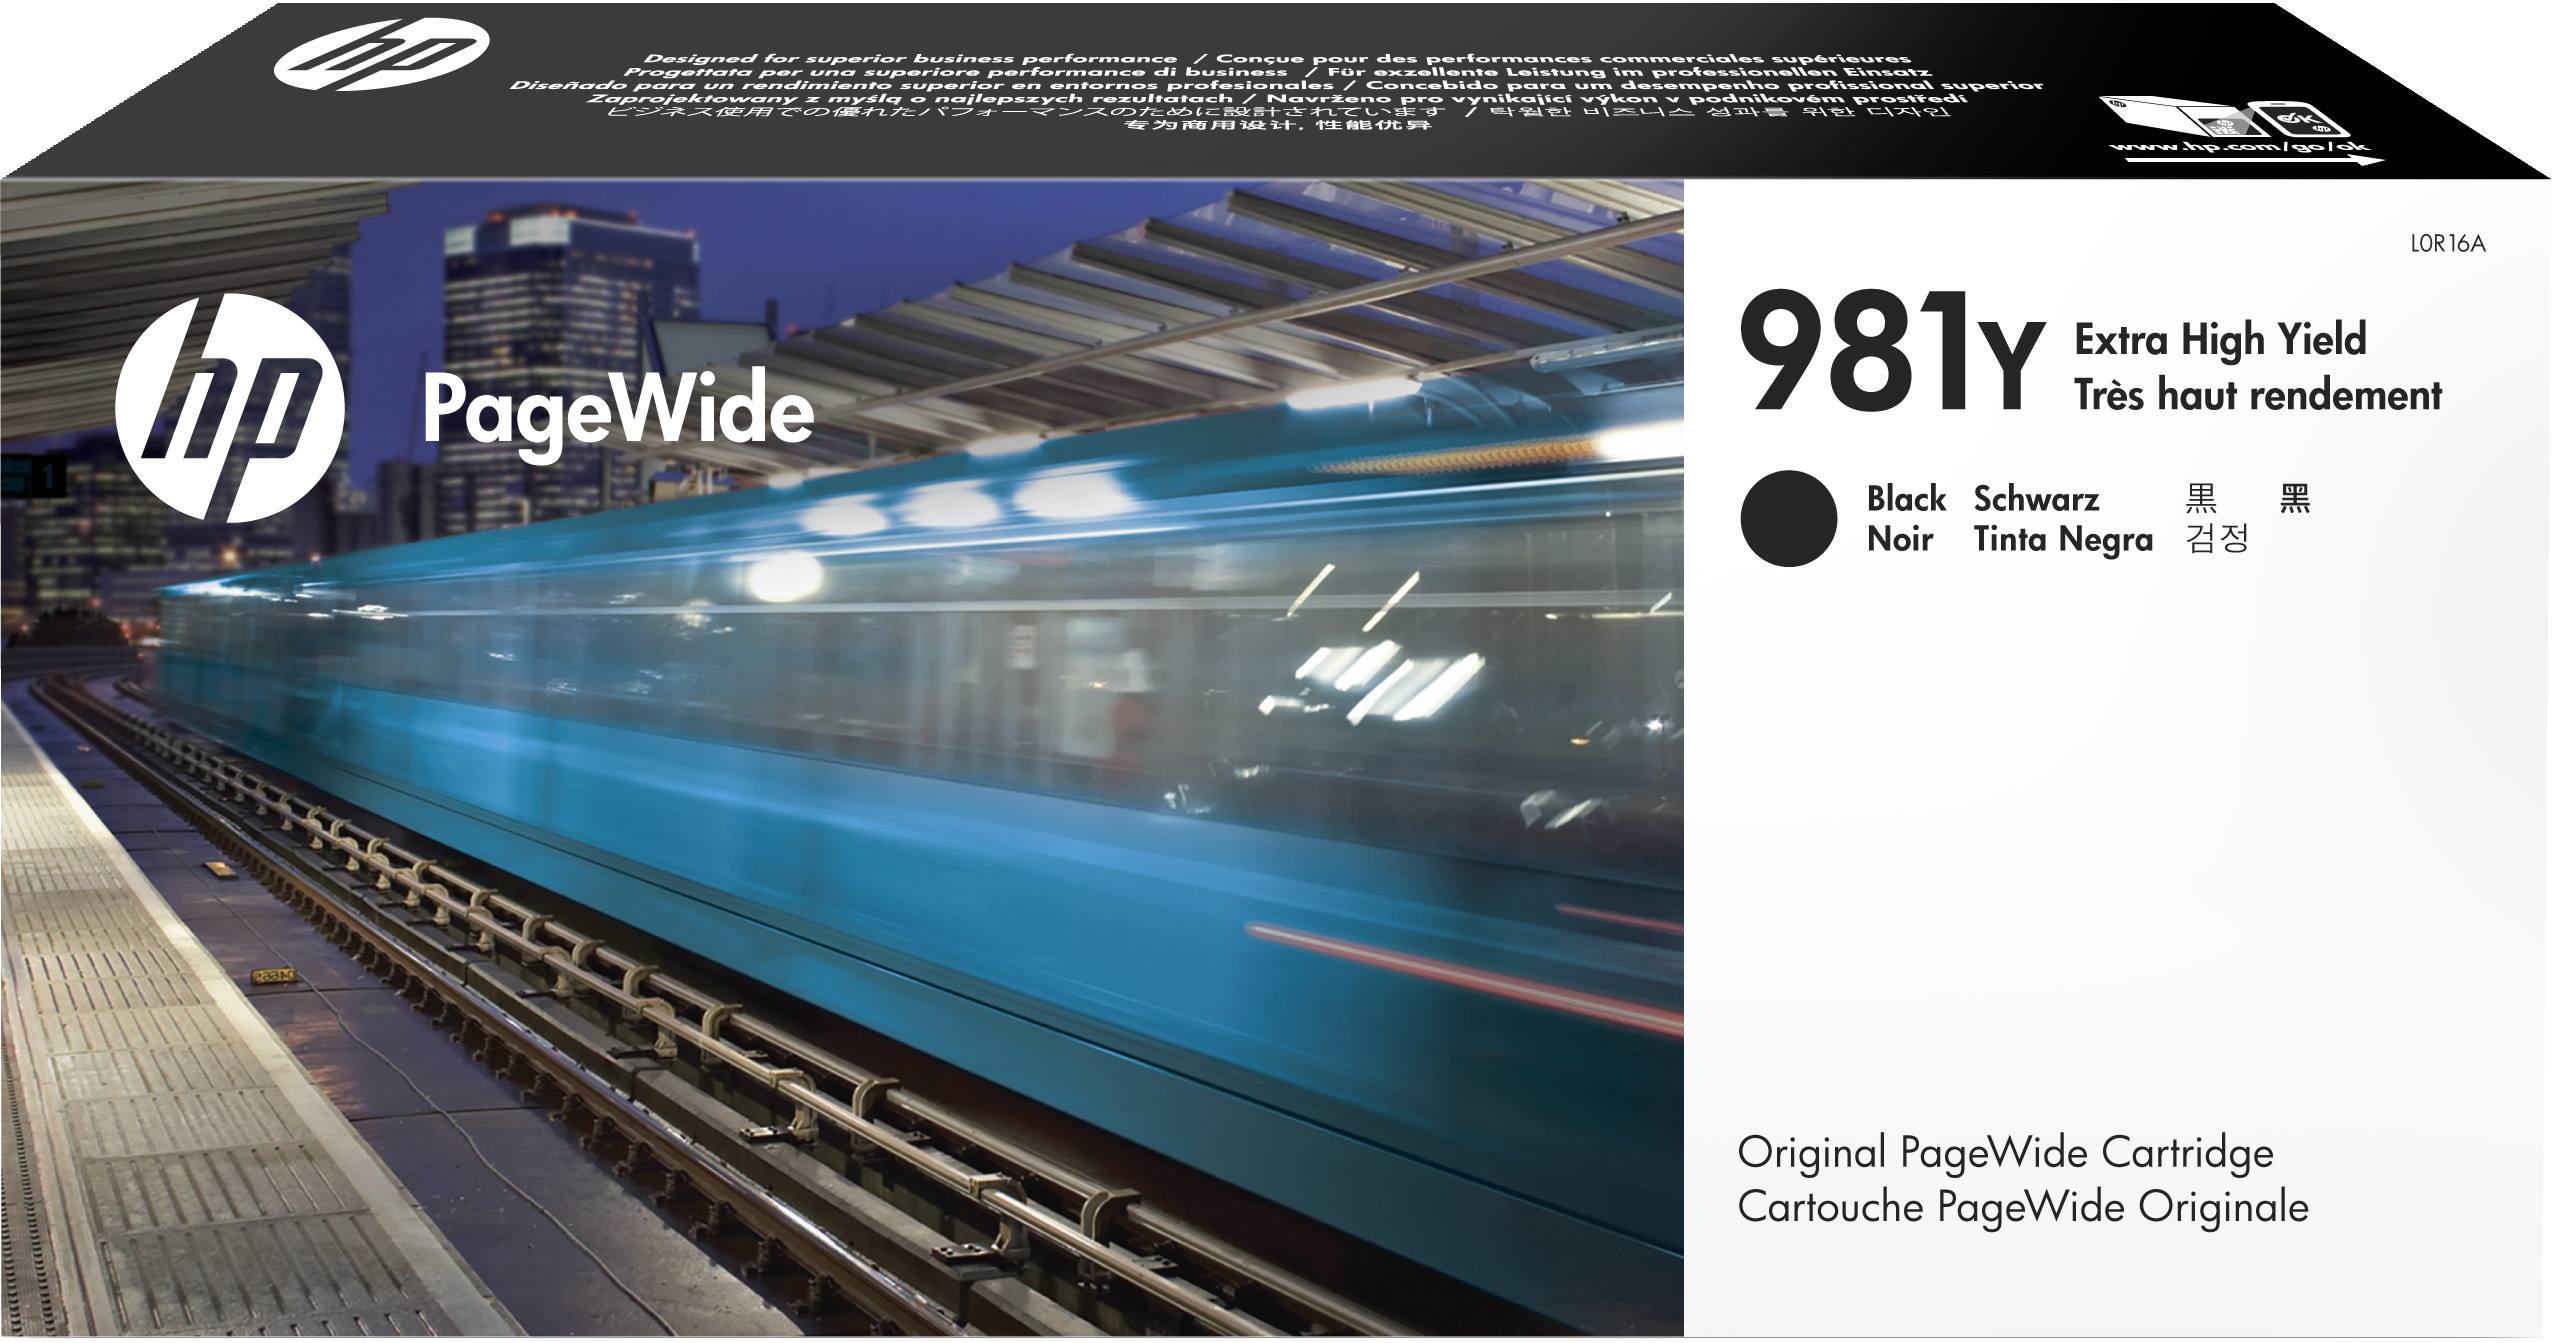 hp
Designed for superior business performance / Conçue pour des performances commerciales supérieures
Progettata per una superiore performance di business / Für exzellente Leistung im professionellen Einsatz
Diseñado para un rendimiento superior en entornos profesionales / Concebido para um desempenho profissional superior
Zaprojektowany z myślą o najlepszych rezultatach / Navrženo pro vynikající výkon v podnikovém prostředí
ビジネス使用での優れたパフォーマンスのために設計されています / 탁월한 비즈니스 성과를 위한 디자인
专为商用设计, 性能优异
OK
www.hp.com/go/ok
L0R16A
hp PageWide
981Y Extra High Yield
Très haut rendement
Black Schwarz 黒 黑
Noir Tinta Negra 검정
1
Original PageWide Cartridge
Cartouche PageWide Originale